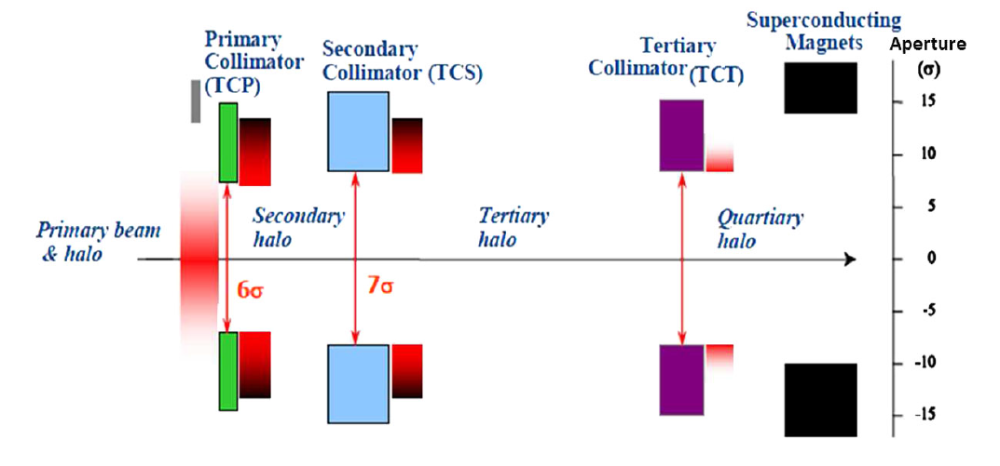 Primary
Collimator
(TCP)
Secondary
Collimator (TCS)
Tertiary
Collimator (TCT)
Superconducting
Magnets
Aperture
(σ)
15
10
5
0
-5
-10
-15
Primary beam
& halo
Secondary
halo
Tertiary
halo
Quartiary
halo
6σ
7σ